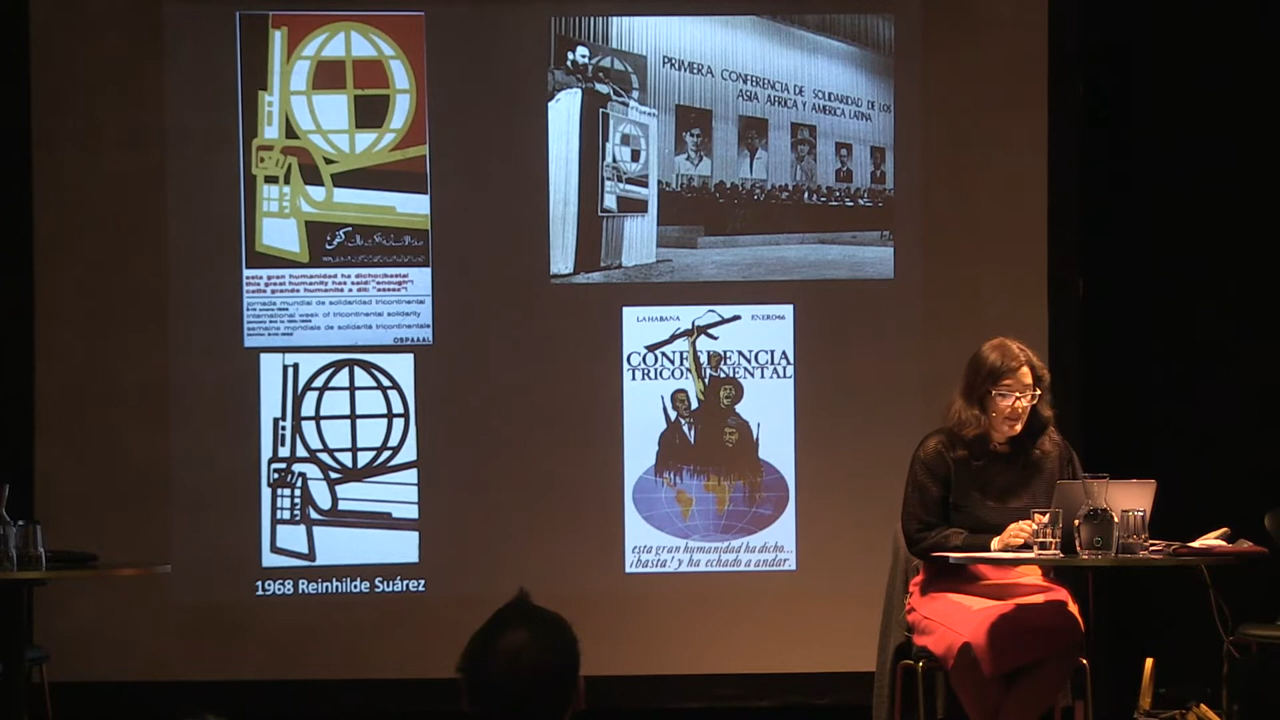 esta gran humanidad ha dicho:¡basta!
this great humanity has said:"enough"!
cette grande humanité a dit: "assez"!
jornada mundial de solidaridad tricontinental
international week of tricontinental solidarity
semaine mondiale de solidarité tricontinentale
OSPAAAL
1968 Reinhilde Suárez
PRIMERA CONFERENCIA DE SOLIDARIDAD DE LOS
ASIA AFRICA Y AMERICA LATINA
LA HABANA ENERO66
CONFERENCIA
TRICONTINENTAL
esta gran humanidad ha dicho...
¡basta! y ha echado a andar.